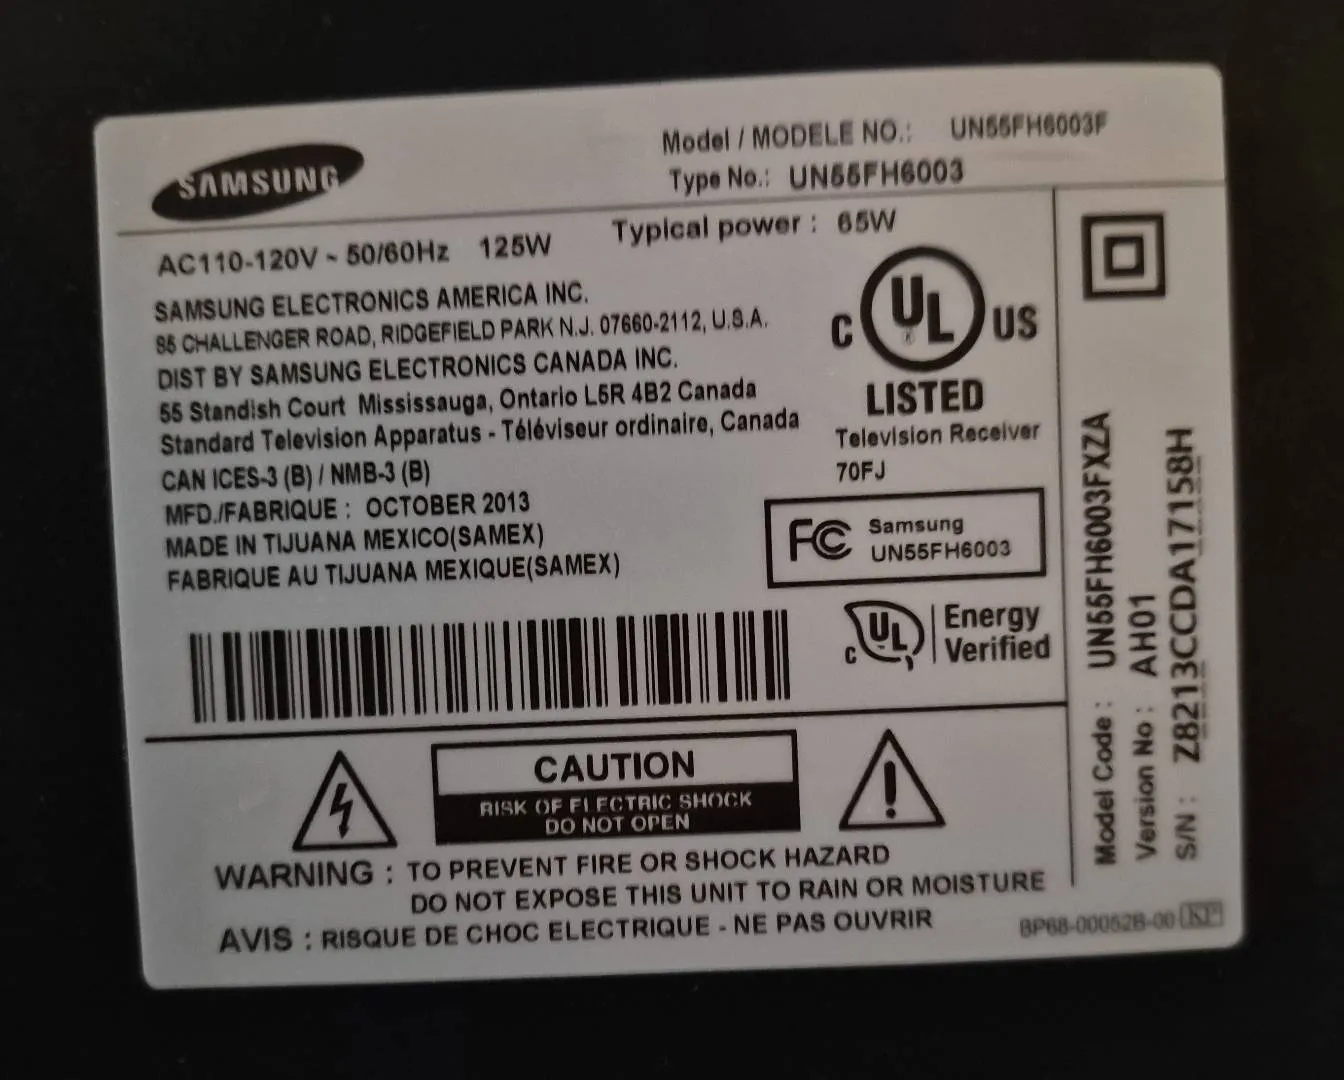 SAMSUNG
Model / MODELE NO.: UN55FH6003F
Type No.: UN55FH6003
AC110-120V ~ 50/60Hz 125W Typical power : 65W
SAMSUNG ELECTRONICS AMERICA INC.
85 CHALLENGER ROAD, RIDGEFIELD PARK N.J. 07660-2112, U.S.A.
DIST BY SAMSUNG ELECTRONICS CANADA INC.
55 Standish Court Mississauga, Ontario L5R 4B2 Canada
Standard Television Apparatus - Téléviseur ordinaire, Canada
CAN ICES-3 (B) / NMB-3 (B)
MFD./FABRIQUE : OCTOBER 2013
MADE IN TIJUANA MEXICO(SAMEX)
FABRIQUE AU TIJUANA MEXIQUE(SAMEX)
C UL ® US
LISTED
Television Receiver
70FJ
FC Samsung
UN55FH6003
C UL Energy
Verified
Model Code : UN55FH6003FXZA
Version No : AH01
S/N : Z8213CCDA17158H
CAUTION
RISK OF ELECTRIC SHOCK
DO NOT OPEN
WARNING : TO PREVENT FIRE OR SHOCK HAZARD
DO NOT EXPOSE THIS UNIT TO RAIN OR MOISTURE
AVIS : RISQUE DE CHOC ELECTRIQUE - NE PAS OUVRIR
BP68-00052B-00